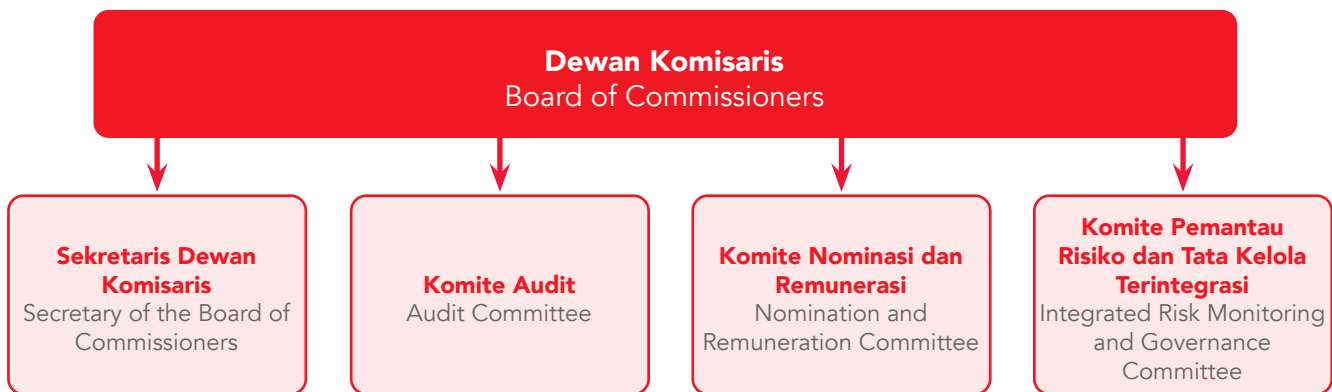 Dewan Komisaris
Board of Commissioners
Sekretaris Dewan
Komisaris
Secretary of the Board of
Commissioners
Komite Audit
Audit Committee
Komite Nominasi dan
Remunerasi
Nomination and
Remuneration Committee
Komite Pemantau
Risiko dan Tata Kelola
Terintegrasi
Integrated Risk Monitoring
and Governance
Committee